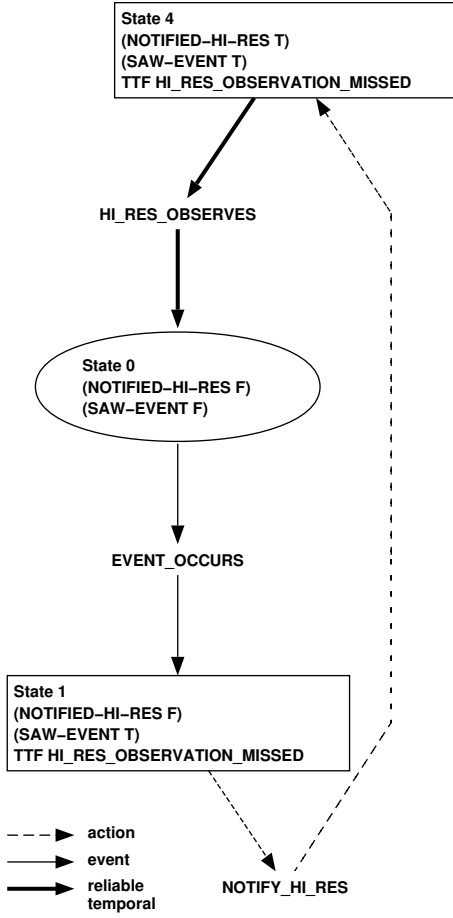 State 4
(NOTIFIED−HI−RES T)
(SAW−EVENT T)
TTF HI_RES_OBSERVATION_MISSED
HI_RES_OBSERVES
State 0
(NOTIFIED−HI−RES F)
(SAW−EVENT F)
EVENT_OCCURS
State 1
(NOTIFIED−HI−RES F)
(SAW−EVENT T)
TTF HI_RES_OBSERVATION_MISSED
action
event
reliable
temporal
NOTIFY_HI_RES